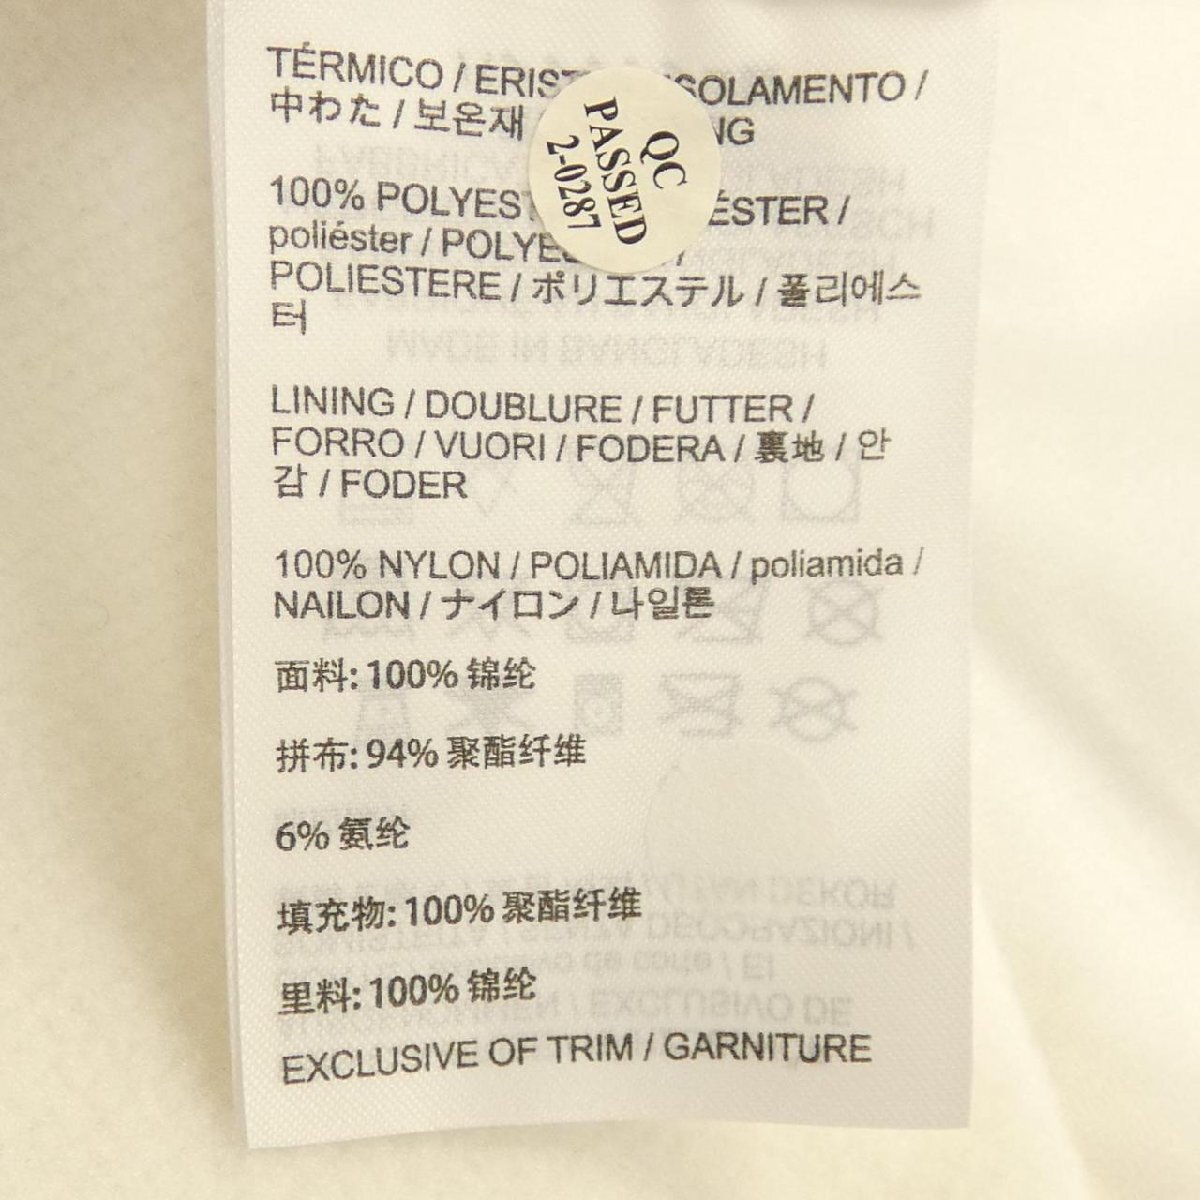 TÉRMICO / ERIST SOLAMENTO /
中わた / 보온재 NG
QC
PASSED
2-0287
100% POLYEST ÉSTER /
poliéster / POLYE /
POLIESTERE / ポリエステル / 폴리에스
터
LINING / DOUBLURE / FUTTER /
FORRO / VUORI / FODERA / 裏地 / 안
감 / FODER
100% NYLON / POLIAMIDA / poliamida /
NAILON / ナイロン / 나일론
面料: 100% 锦纶
拼布: 94% 聚酯纤维
6% 氨纶
填充物: 100% 聚酯纤维
里料: 100% 锦纶
EXCLUSIVE OF TRIM / GARNITURE